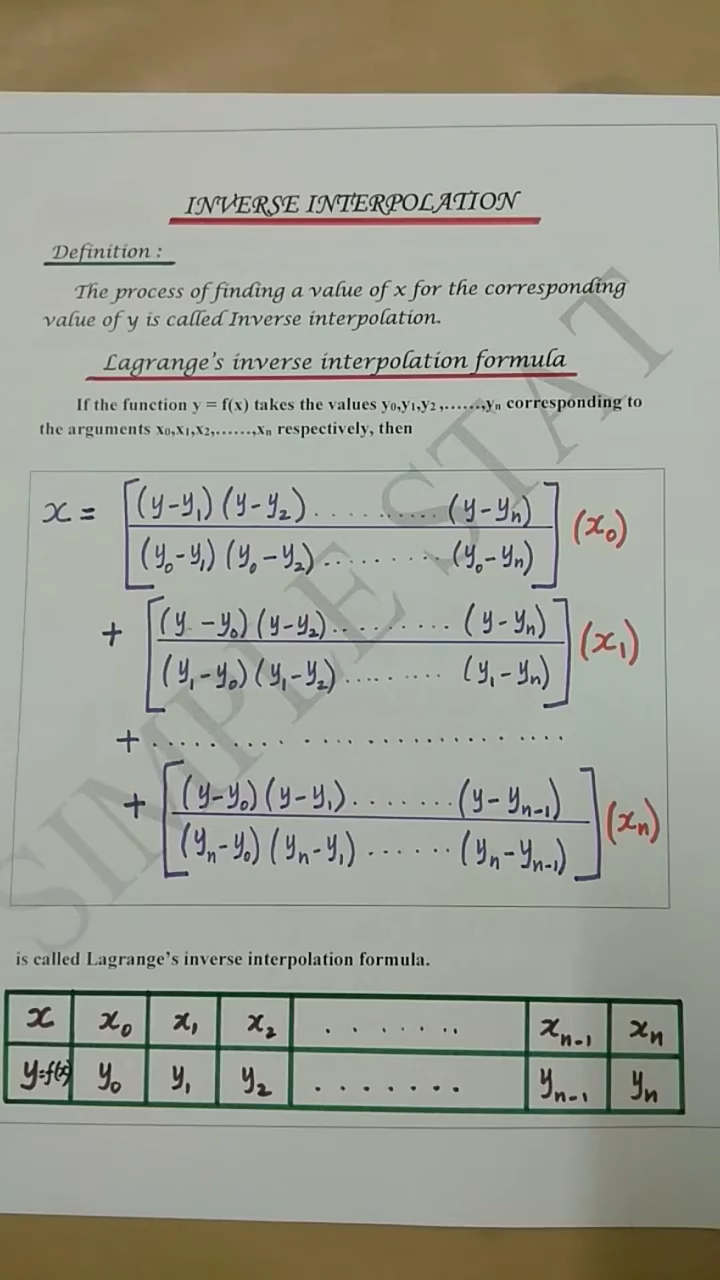 INVERSE INTERPOLATION
Definition :
The process of finding a value of x for the corresponding
value of y is called Inverse interpolation.
Lagrange's inverse interpolation formula
If the function y = f(x) takes the values y₀,y₁,y₂ ,.......,yₙ corresponding to
the arguments x₀,x₁,x₂,......,xₙ respectively, then
x = [(y-y₁) (y-y₂) . . . . . . . . . . (y-yₙ)
(y₀-y₁) (y₀-y₂) . . . . . . . . . (y₀-yₙ)] (x₀)
+ [(y-y₀) (y-y₂) . . . . . . . . . (y-yₙ)
(y₁-y₀) (y₁-y₂) . . . . . . . . . (y₁-yₙ)] (x₁)
+ . . . . . . . . . . . . . . . . . . . . . . .
+ [(y-y₀) (y-y₁) . . . . . . . (y-yₙ₋₁)
(yₙ-y₀) (yₙ-y₁) . . . . . . (yₙ-yₙ₋₁)] (xₙ)
is called Lagrange's inverse interpolation formula.
x x₀ x₁ x₂ . . . . . . . xₙ₋₁ xₙ
y=f(x) y₀ y₁ y₂ . . . . . . . yₙ₋₁ yₙ
SIMPLE STAT